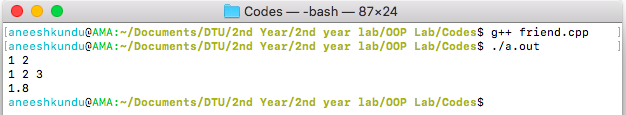 Codes — -bash — 87×24
[aneeshkundu@AMA:~/Documents/DTU/2nd Year/2nd year lab/OOP Lab/Codes$ g++ friend.cpp ]
[aneeshkundu@AMA:~/Documents/DTU/2nd Year/2nd year lab/OOP Lab/Codes$ ./a.out ]
1 2
1 2 3
1.8
aneeshkundu@AMA:~/Documents/DTU/2nd Year/2nd year lab/OOP Lab/Codes$